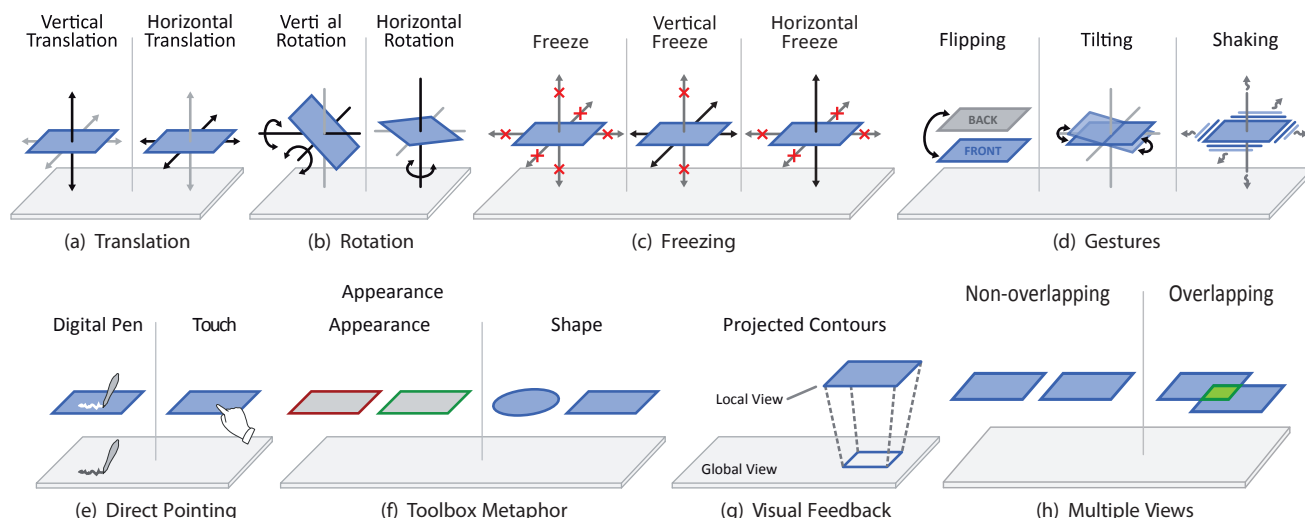 Vertical Translation
Horizontal Translation
Verti al Rotation
Horizontal Rotation
Freeze
Vertical Freeze
Horizontal Freeze
Flipping
Tilting
Shaking
BACK
FRONT
(a) Translation
(b) Rotation
(c) Freezing
(d) Gestures
Appearance
Digital Pen
Touch
Appearance
Shape
Projected Contours
Non-overlapping
Overlapping
Local View
Global View
(e) Direct Pointing
(f) Toolbox Metaphor
(g) Visual Feedback
(h) Multiple Views